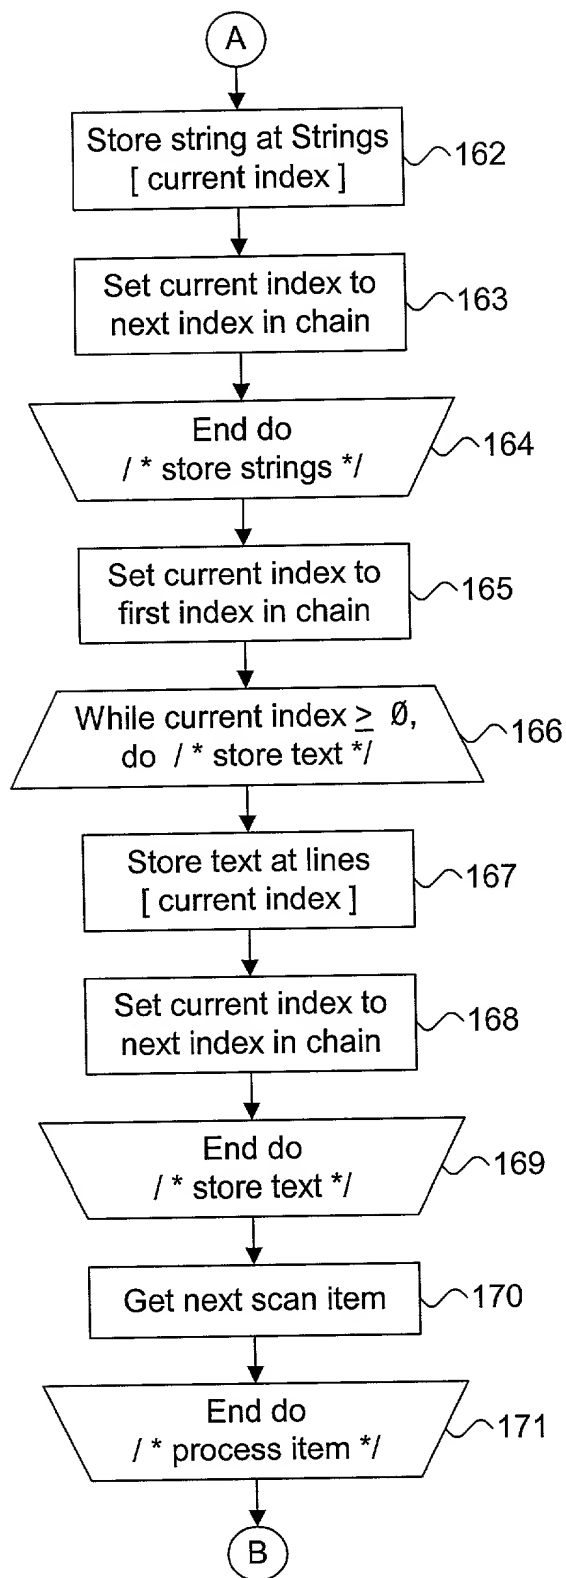 A
Store string at Strings
[ current index ]
162
Set current index to
next index in chain
163
End do
/ * store strings */
164
Set current index to
first index in chain
165
While current index ≥ Ø,
do / * store text */
166
Store text at lines
[ current index ]
167
Set current index to
next index in chain
168
End do
/ * store text */
169
Get next scan item
170
End do
/ * process item */
171
B